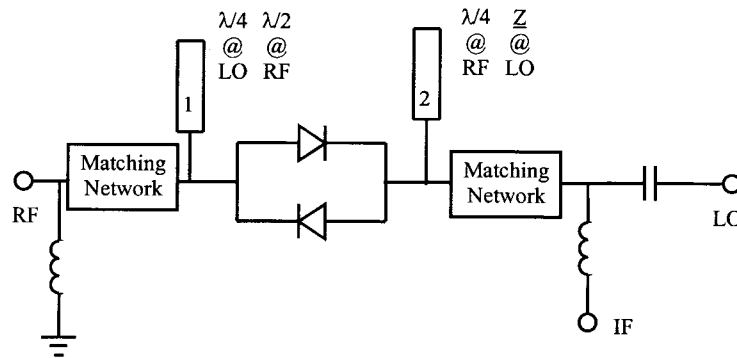 λ/4 λ/2
@ @
LO RF
1
λ/4 Z
@ @
RF LO
2
Matching
Network
RF
Matching
Network
LO
IF